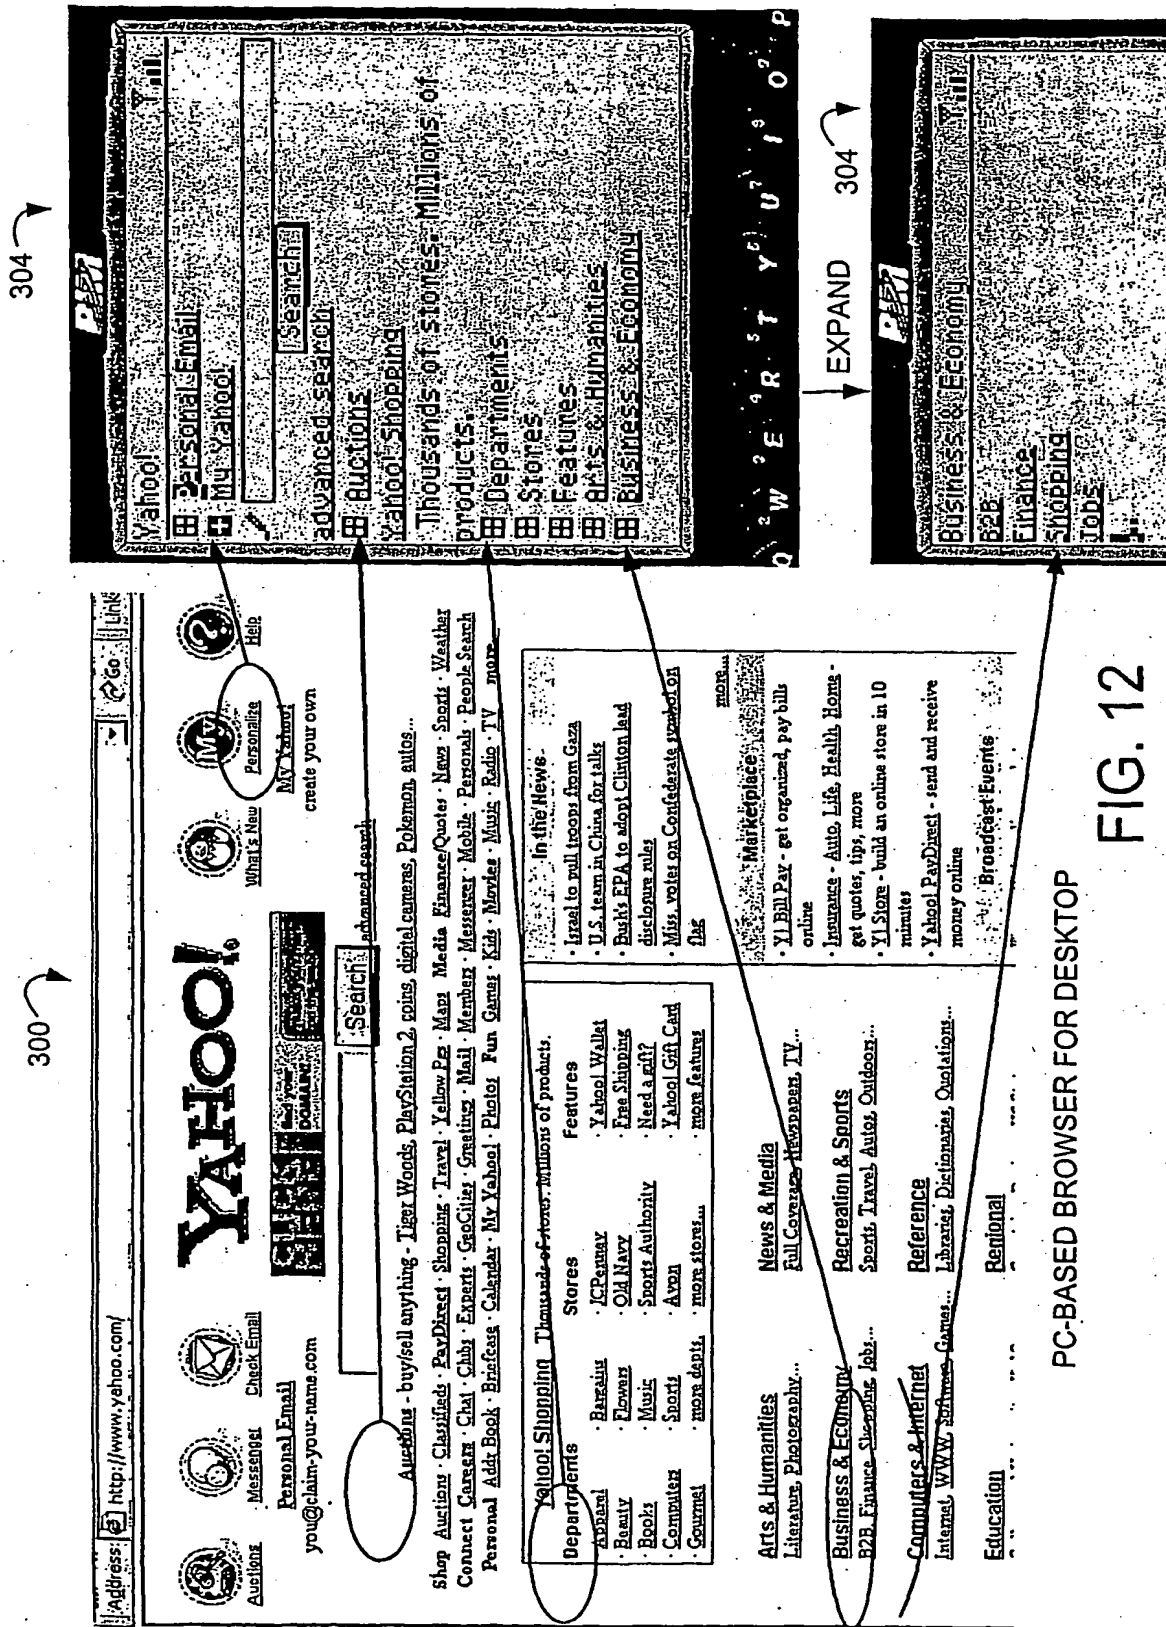 300
304
Address: http://www.yahoo.com/
Go
Link
Auctions
Messenger
Check Email
YAHOO!
What's New
Personalize
Help
Personal Email
you@claim-your-name.com
find your
DOMAIN!
My Yahoo!
create your own
Search
advanced search
Auctions - buy/sell anything - Tiger Woods, PlayStation 2, coins, digital cameras, Pokemon, autos...
Shop Auctions · Classifieds · PayDirect · Shopping · Travel · Yellow Pgs · Maps Media Finance/Quotes · News · Sports · Weather
Connect Careers · Chat · Clubs · Experts · GeoCities · Greetings · Mail · Members · Messenger · Mobile · Personals · People Search
Personal Addr Book · Briefcase · Calendar · My Yahoo! · Photos Fun Games · Kids · Movies · Music · Radio · TV more...
Yahoo! Shopping Thousands of stores. Millions of products.
Departments Stores Features
· Apparel · Bargains · JCPenney · Yahoo! Wallet
· Beauty · Flowers · Old Navy · Free Shipping
· Books · Music · Sports Authority · Need a gift?
· Computers · Sports · Avon · Yahoo! Gift Card
· Gourmet · more depts. · more stores... · more features
In the News
· Israel to pull troops from Gaza
· U.S. team in China for talks
· Bush's EPA to adopt Clinton lead
disclosure rules
· Miss. votes on Confederate symbol on
flag
more...
Marketplace
· Y! Bill Pay - get organized, pay bills
online
· Insurance - Auto, Life, Health, Home -
get quotes, tips, more
· Y! Store - build an online store in 10
minutes
· Yahoo! PayDirect - send and receive
money online
Broadcast Events
Arts & Humanities
Literature, Photography...
News & Media
Full Coverage, Newspapers, TV...
Business & Economy
B2B, Finance, Shopping, Jobs...
Recreation & Sports
Sports, Travel, Autos, Outdoors...
Computers & Internet
Internet, WWW, Software, Games...
Reference
Libraries, Dictionaries, Quotations...
Education
Regional
PC-BASED BROWSER FOR DESKTOP
Yahoo!
Personal Email
My Yahoo!
Search
advanced search
Auctions
Yahoo! Shopping
Thousands of stores. Millions of
products.
Departments
Stores
Features
Arts & Humanities
Business & Economy
Q W E R T Y U I O P
EXPAND
304
Business & Economy
B2B
Finance
Shopping
Jobs
FIG. 12